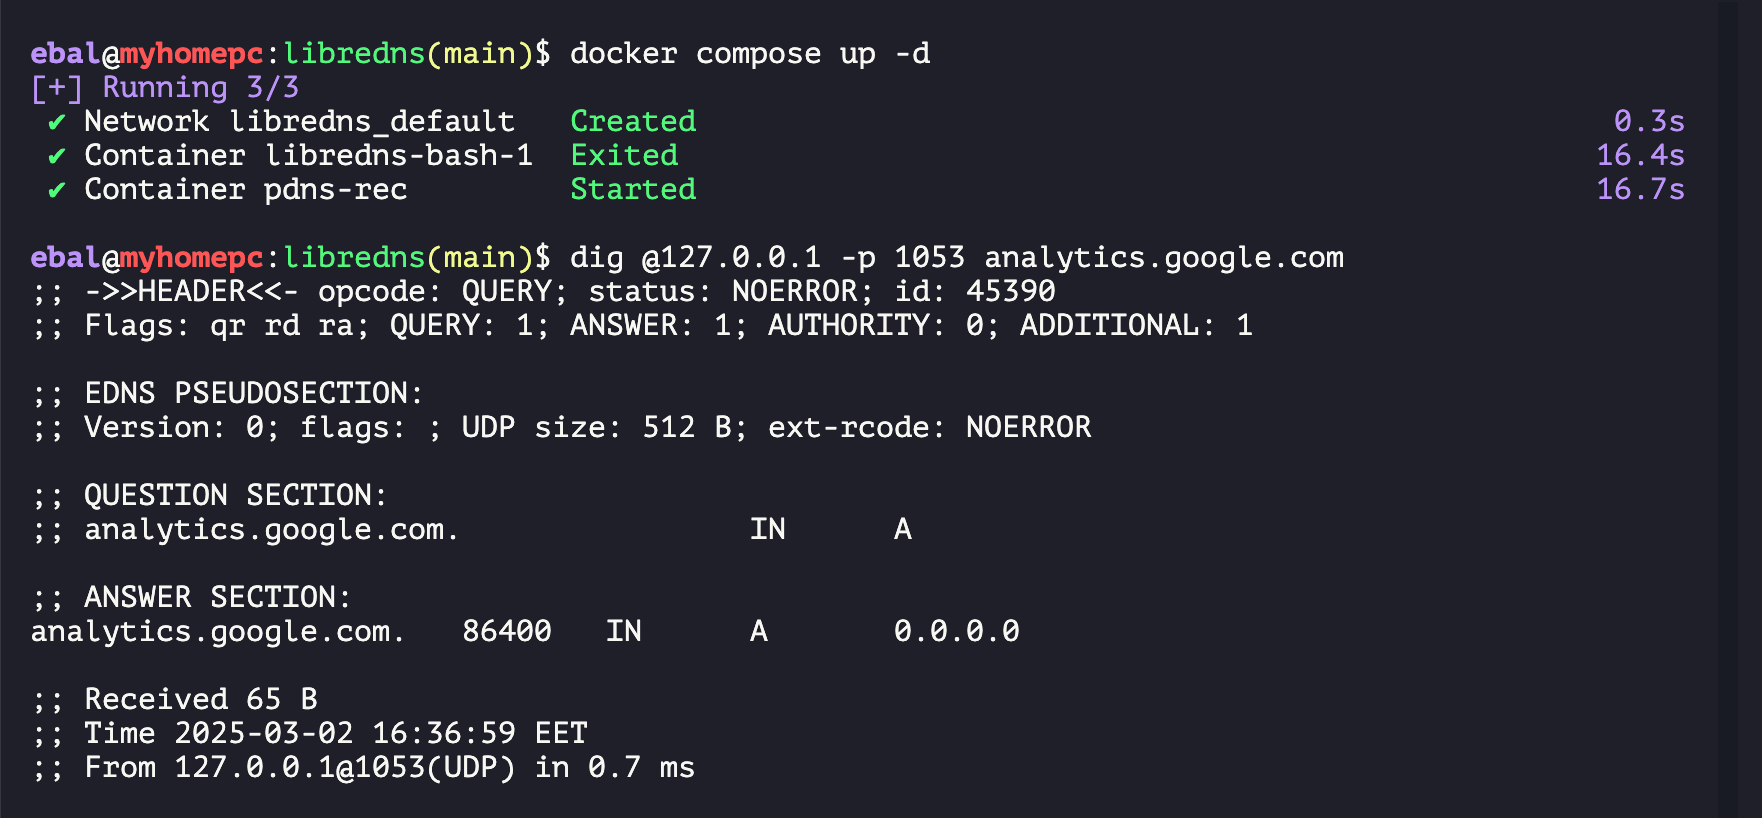 ebal@myhomepc:libredns(main)$ docker compose up -d
[+] Running 3/3
 ✔ Network libredns_default   Created   0.3s
 ✔ Container libredns-bash-1  Exited   16.4s
 ✔ Container pdns-rec         Started   16.7s

ebal@myhomepc:libredns(main)$ dig @127.0.0.1 -p 1053 analytics.google.com
;; ->>HEADER<<- opcode: QUERY; status: NOERROR; id: 45390
;; Flags: qr rd ra; QUERY: 1; ANSWER: 1; AUTHORITY: 0; ADDITIONAL: 1

;; EDNS PSEUDOSECTION:
;; Version: 0; flags: ; UDP size: 512 B; ext-rcode: NOERROR

;; QUESTION SECTION:
;; analytics.google.com.                IN      A

;; ANSWER SECTION:
analytics.google.com.   86400   IN      A       0.0.0.0

;; Received 65 B
;; Time 2025-03-02 16:36:59 EET
;; From 127.0.0.1@1053(UDP) in 0.7 ms